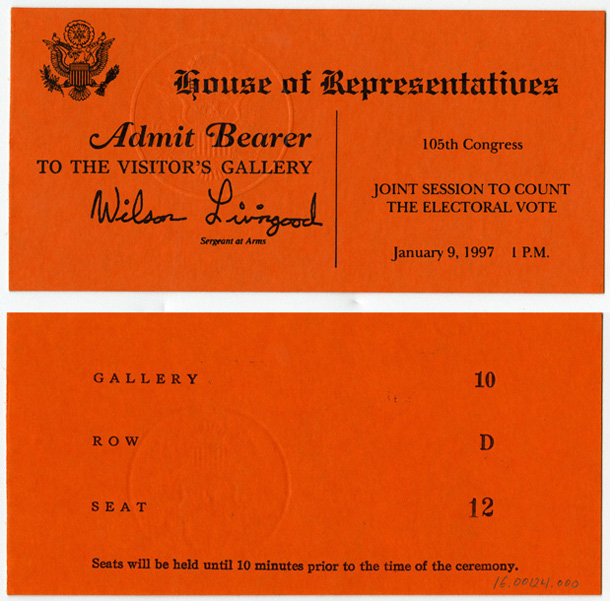 House of Representatives
Admit Bearer
TO THE VISITOR'S GALLERY
Wilson Livingood
Sergeant at Arms
105th Congress
JOINT SESSION TO COUNT
THE ELECTORAL VOTE
January 9, 1997 1 P.M.
GALLERY 10
ROW D
SEAT 12
Seats will be held until 10 minutes prior to the time of the ceremony.
16.00124.000